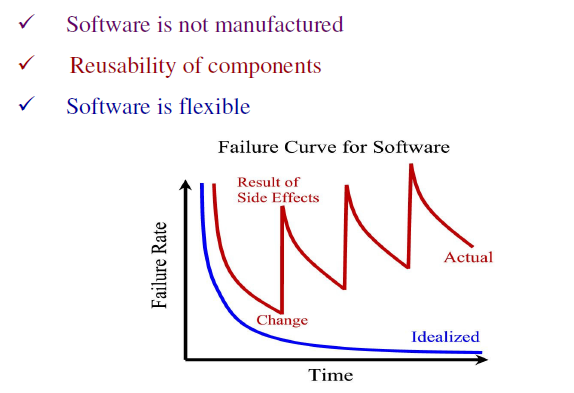 ✓ Software is not manufactured
✓ Reusability of components
✓ Software is flexible
Failure Curve for Software
Result of
Side Effects
Failure Rate
Actual
Change
Idealized
Time